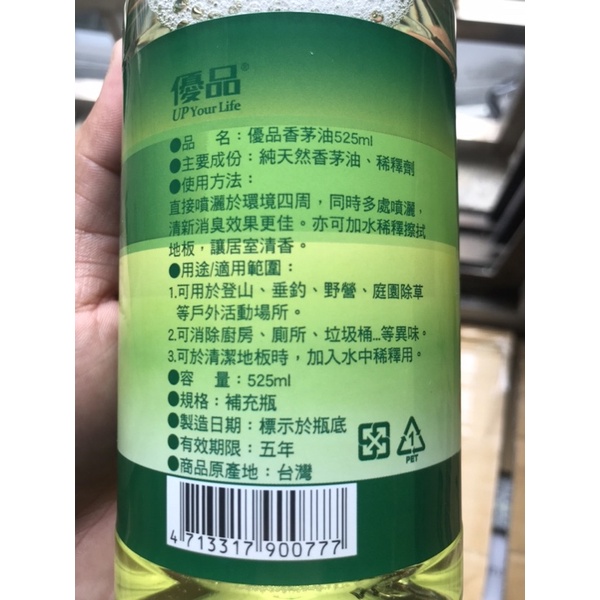 優品®
UP Your Life
●品　名：優品香茅油525ml
●主要成份：純天然香茅油、稀釋劑
●使用方法：
直接噴灑於環境四周，同時多處噴灑，
清新消臭效果更佳。亦可加水稀釋擦拭
地板，讓居室清香。
●用途/適用範圍：
1.可用於登山、垂釣、野營、庭園除草
等戶外活動場所。
2.可消除廚房、廁所、垃圾桶...等異味。
3.可於清潔地板時，加入水中稀釋用。
●容　量：525ml
●規格：補充瓶
●製造日期：標示於瓶底
●有效期限：五年
●商品原產地：台灣
1
PET
4 713317 900777